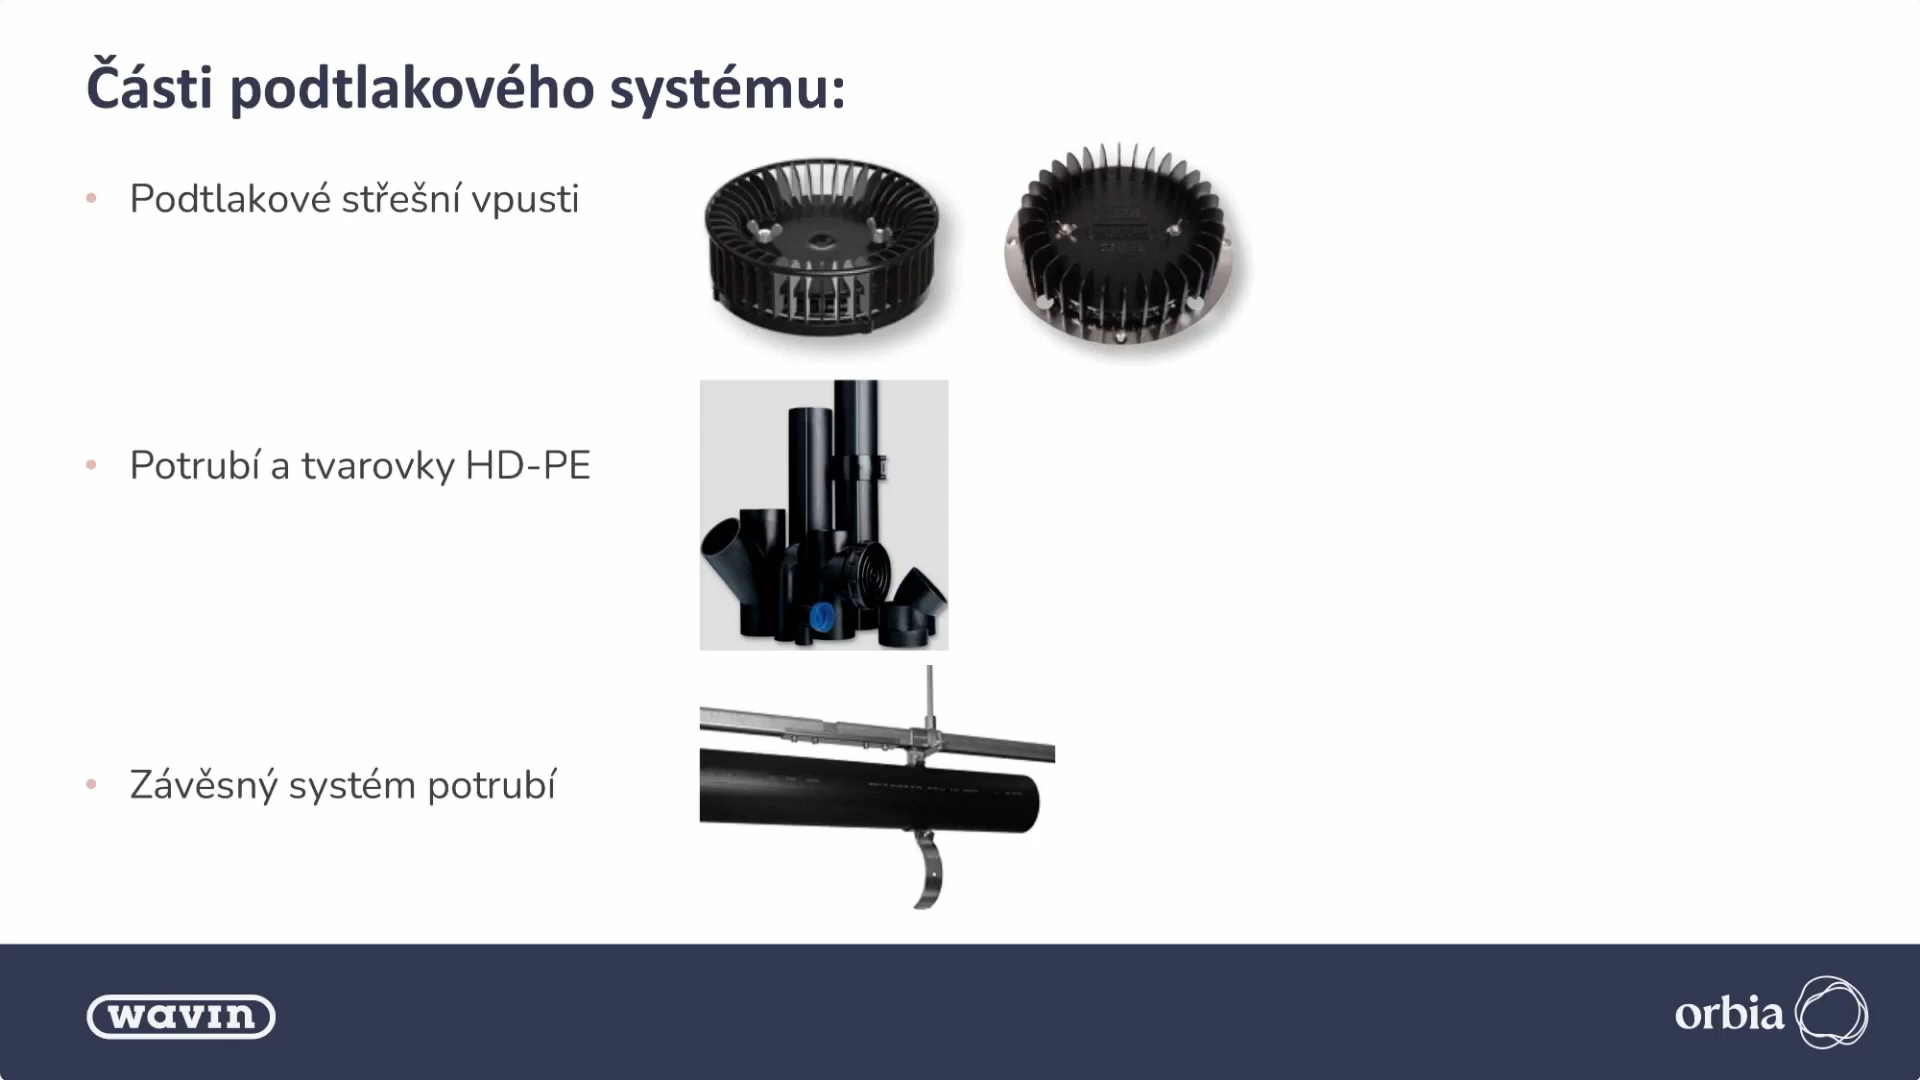 Části podtlakového systému:
• Podtlakové střešní vpusti
• Potrubí a tvarovky HD-PE
• Závěsný systém potrubí
wavin
orbia